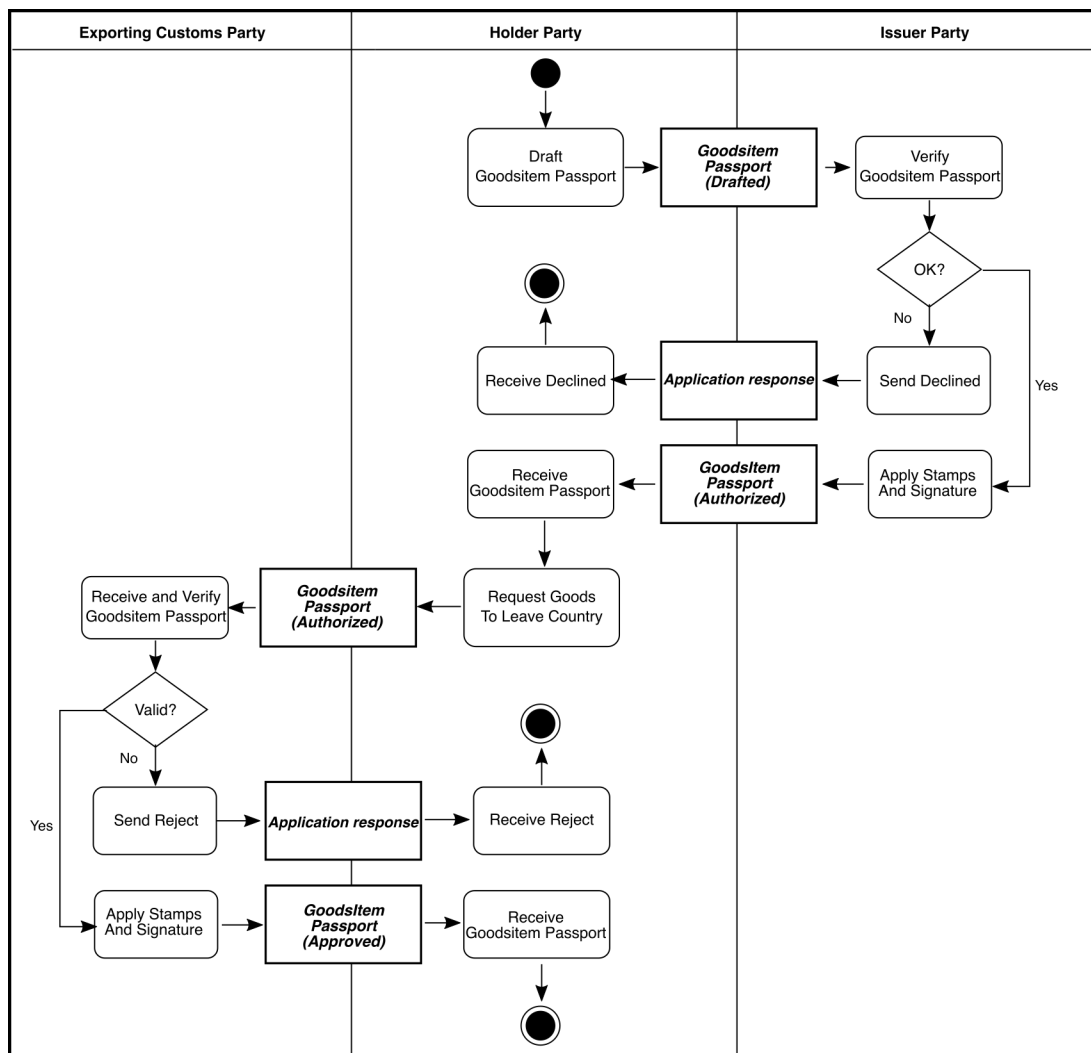 Exporting Customs Party
Holder Party
Issuer Party
Draft
Goodsitem Passport
Goodsitem
Passport
(Drafted)
Verify
Goodsitem Passport
OK?
No
Yes
Receive Declined
Application response
Send Declined
Receive
Goodsitem Passport
GoodsItem
Passport
(Authorized)
Apply Stamps
And Signature
Receive and Verify
Goodsitem Passport
Goodsitem
Passport
(Authorized)
Request Goods
To Leave Country
Valid?
No
Yes
Send Reject
Application response
Receive Reject
Apply Stamps
And Signature
GoodsItem
Passport
(Approved)
Receive
Goodsitem Passport